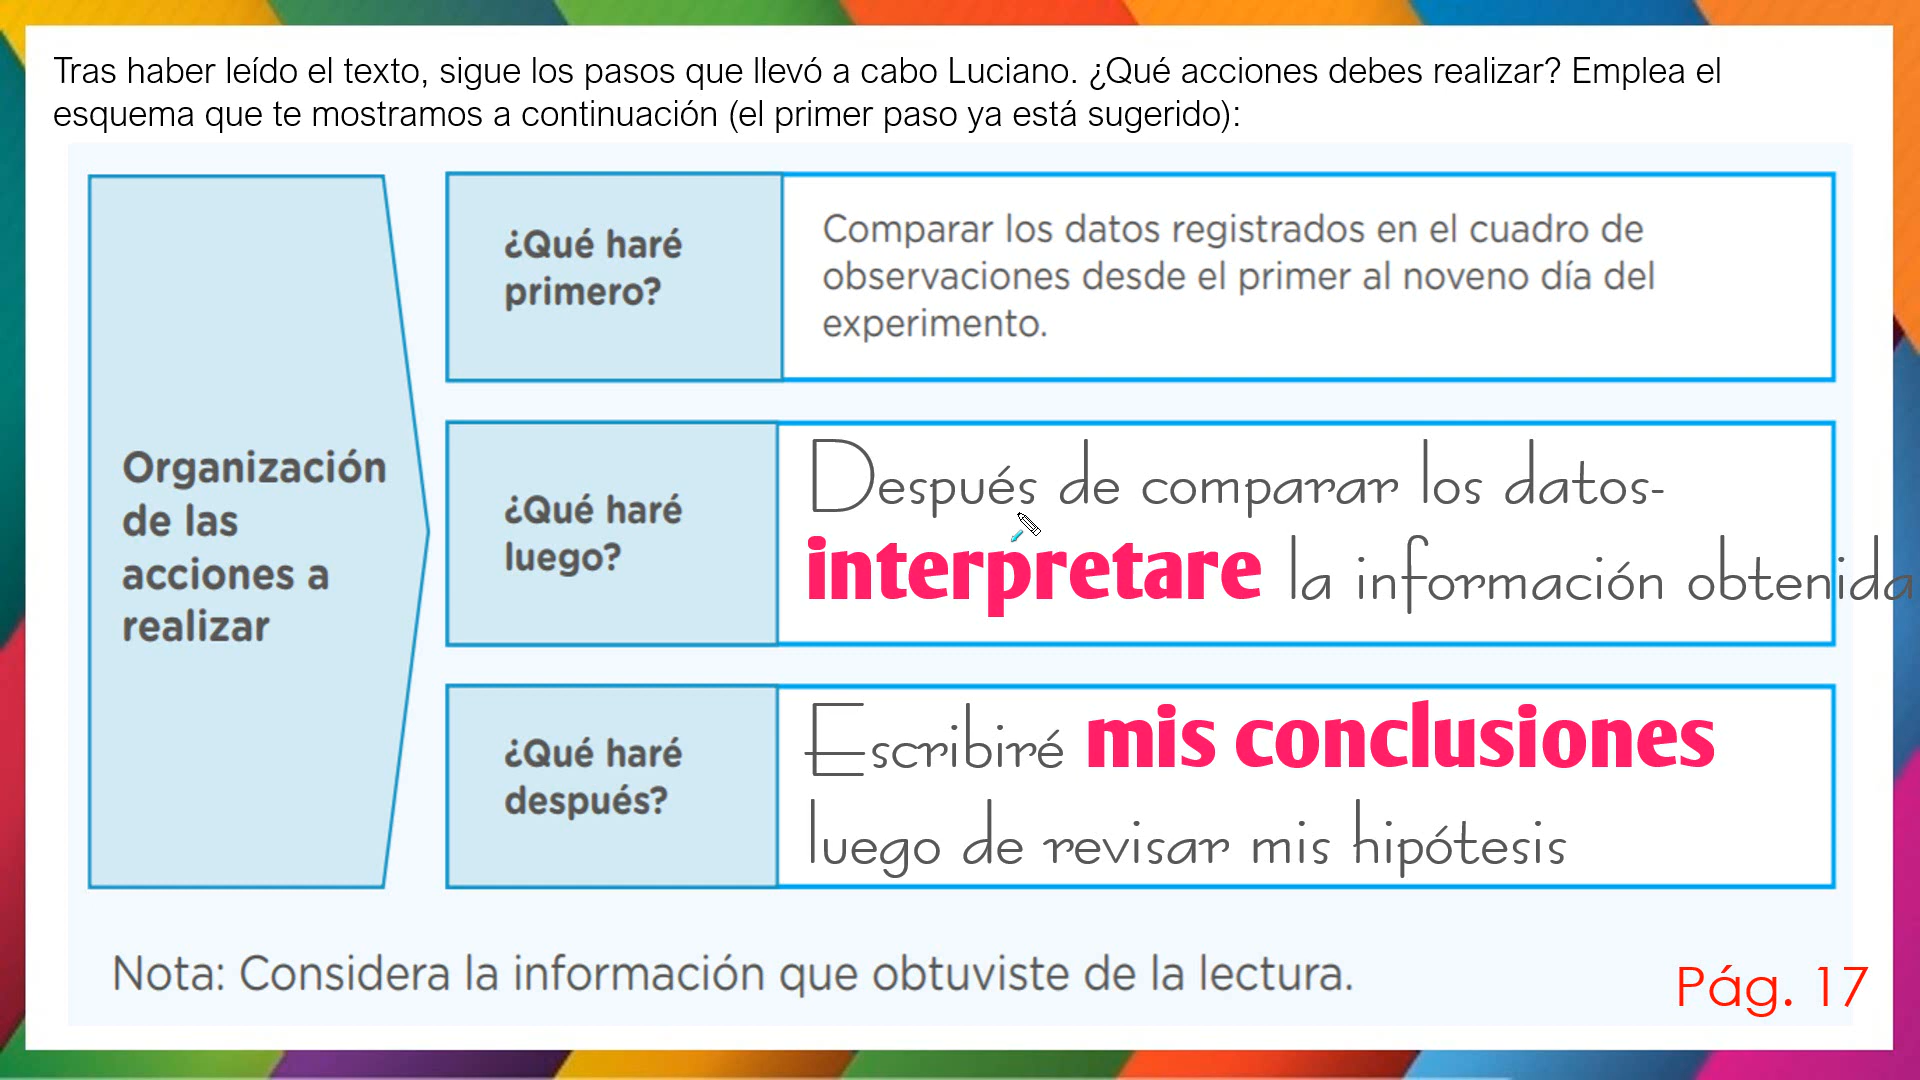 Tras haber leído el texto, sigue los pasos que llevó a cabo Luciano. ¿Qué acciones debes realizar? Emplea el
esquema que te mostramos a continuación (el primer paso ya está sugerido):
Organización
de las
acciones a
realizar
¿Qué haré
primero?
Comparar los datos registrados en el cuadro de
observaciones desde el primer al noveno día del
experimento.
¿Qué haré
luego?
Después de comparar los datos-
interpretare la información obtenida
¿Qué haré
después?
Escribiré mis conclusiones
luego de revisar mis hipótesis
Nota: Considera la información que obtuviste de la lectura.
Pág. 17